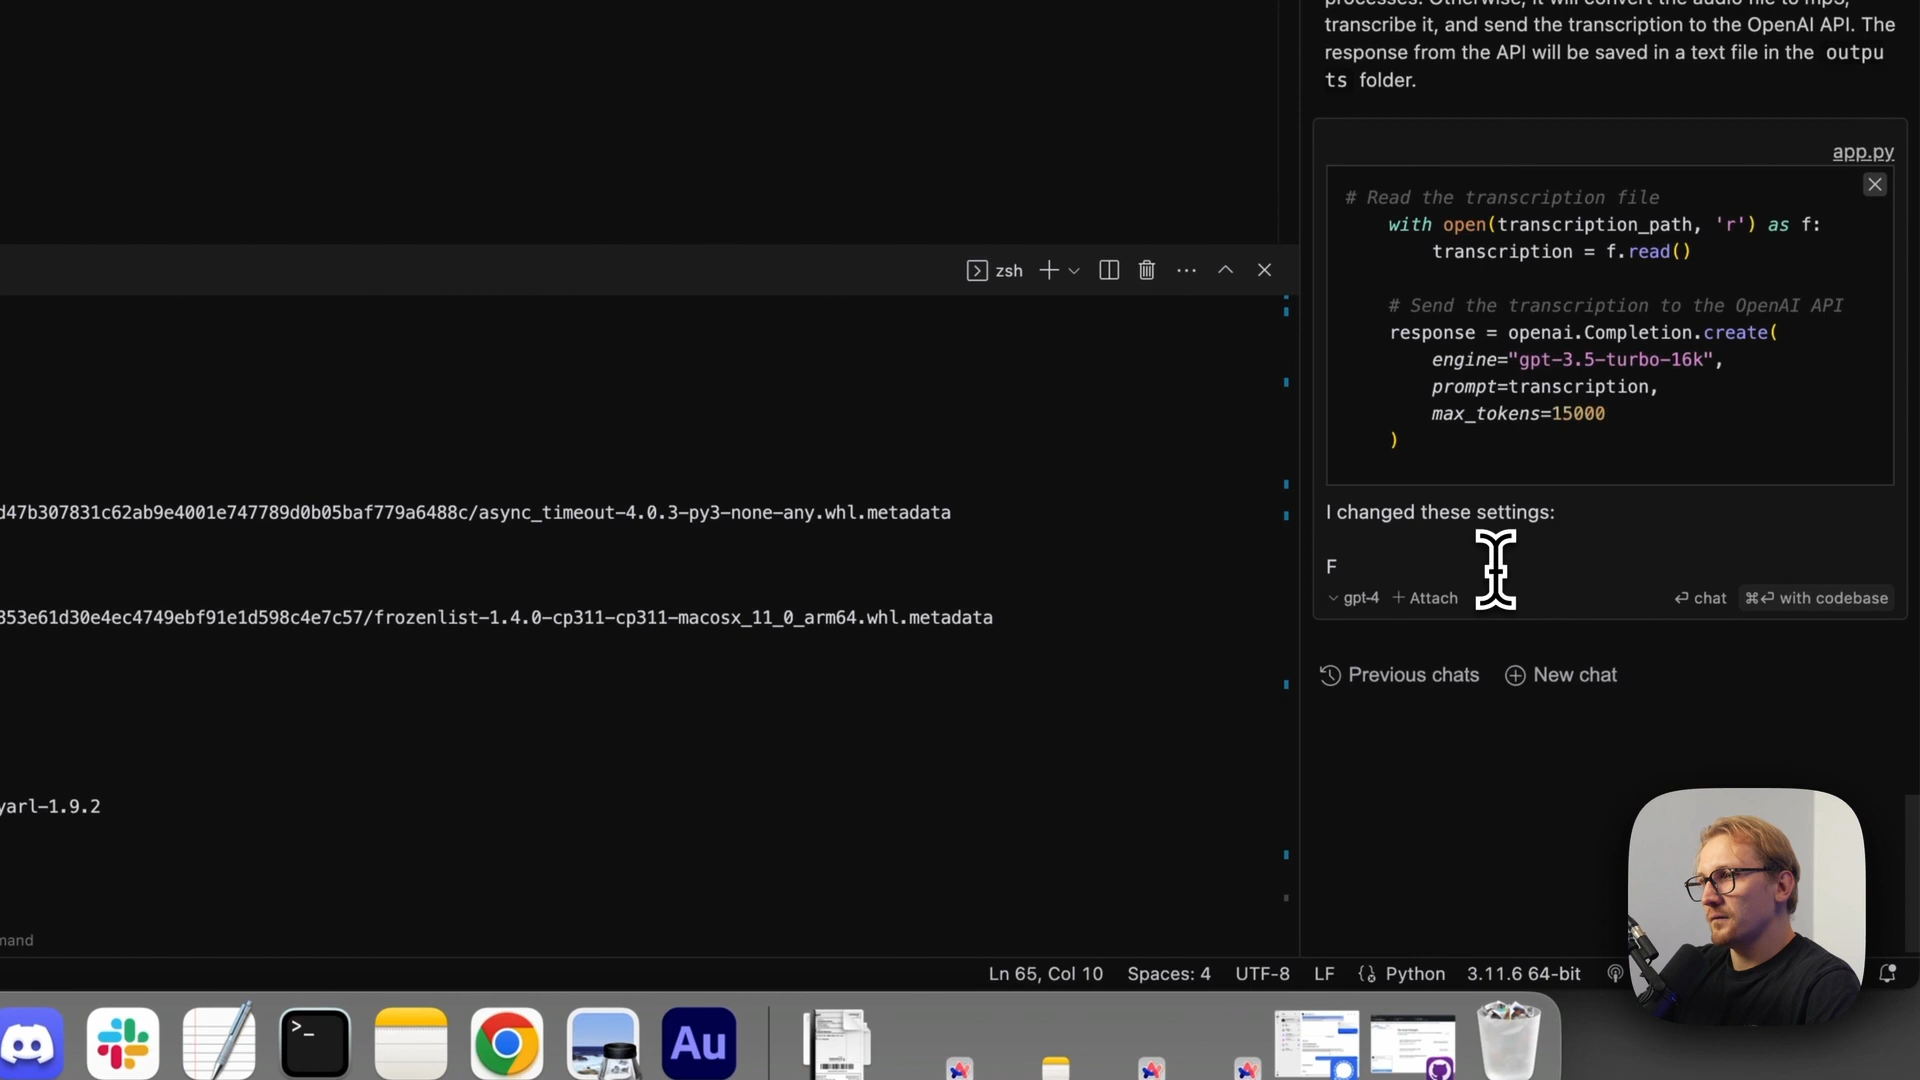 transcribe it, and send the transcription to the OpenAI API. The
response from the API will be saved in a text file in the outpu
ts folder.
app.py
# Read the transcription file
with open(transcription_path, 'r') as f:
transcription = f.read()
# Send the transcription to the OpenAI API
response = openai.Completion.create(
engine="gpt-3.5-turbo-16k",
prompt=transcription,
max_tokens=15000
)
I changed these settings:
F
gpt-4 + Attach
chat
⌘ with codebase
Previous chats
New chat
zsh
d47b307831c62ab9e4001e747789d0b05baf779a6488c/async_timeout-4.0.3-py3-none-any.whl.metadata
353e61d30e4ec4749ebf91e1d598c4e7c57/frozenlist-1.4.0-cp311-cp311-macosx_11_0_arm64.whl.metadata
yarl-1.9.2
mand
Ln 65, Col 10 Spaces: 4 UTF-8 LF Python 3.11.6 64-bit
>_
Au